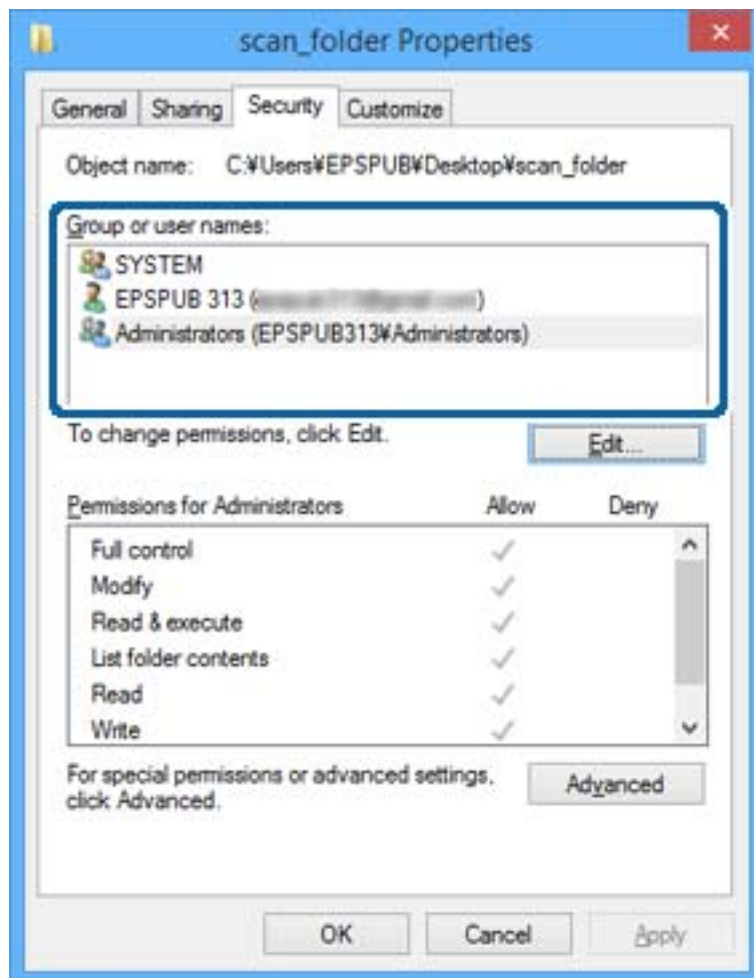 scan_folder Properties
General Sharing Security Customize
Object name: C:¥Users¥EPSPUB¥Desktop¥scan_folder
Group or user names:
SYSTEM
EPSPUB 313 ( )
Administrators (EPSPUB313¥Administrators)
To change permissions, click Edit.
Edit...
Permissions for Administrators Allow Deny
Full control
Modify
Read & execute
List folder contents
Read
Write
For special permissions or advanced settings,
click Advanced.
Advanced
OK Cancel Apply